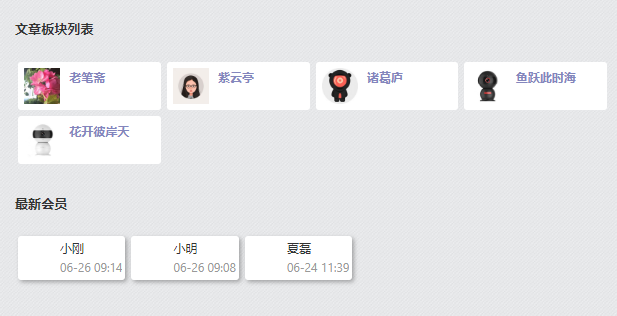 文章板块列表
老笔斋
紫云亭
诸葛庐
鱼跃此时海
花开彼岸天
最新会员
小刚
06-26 09:14
小明
06-26 09:08
夏磊
06-24 11:39